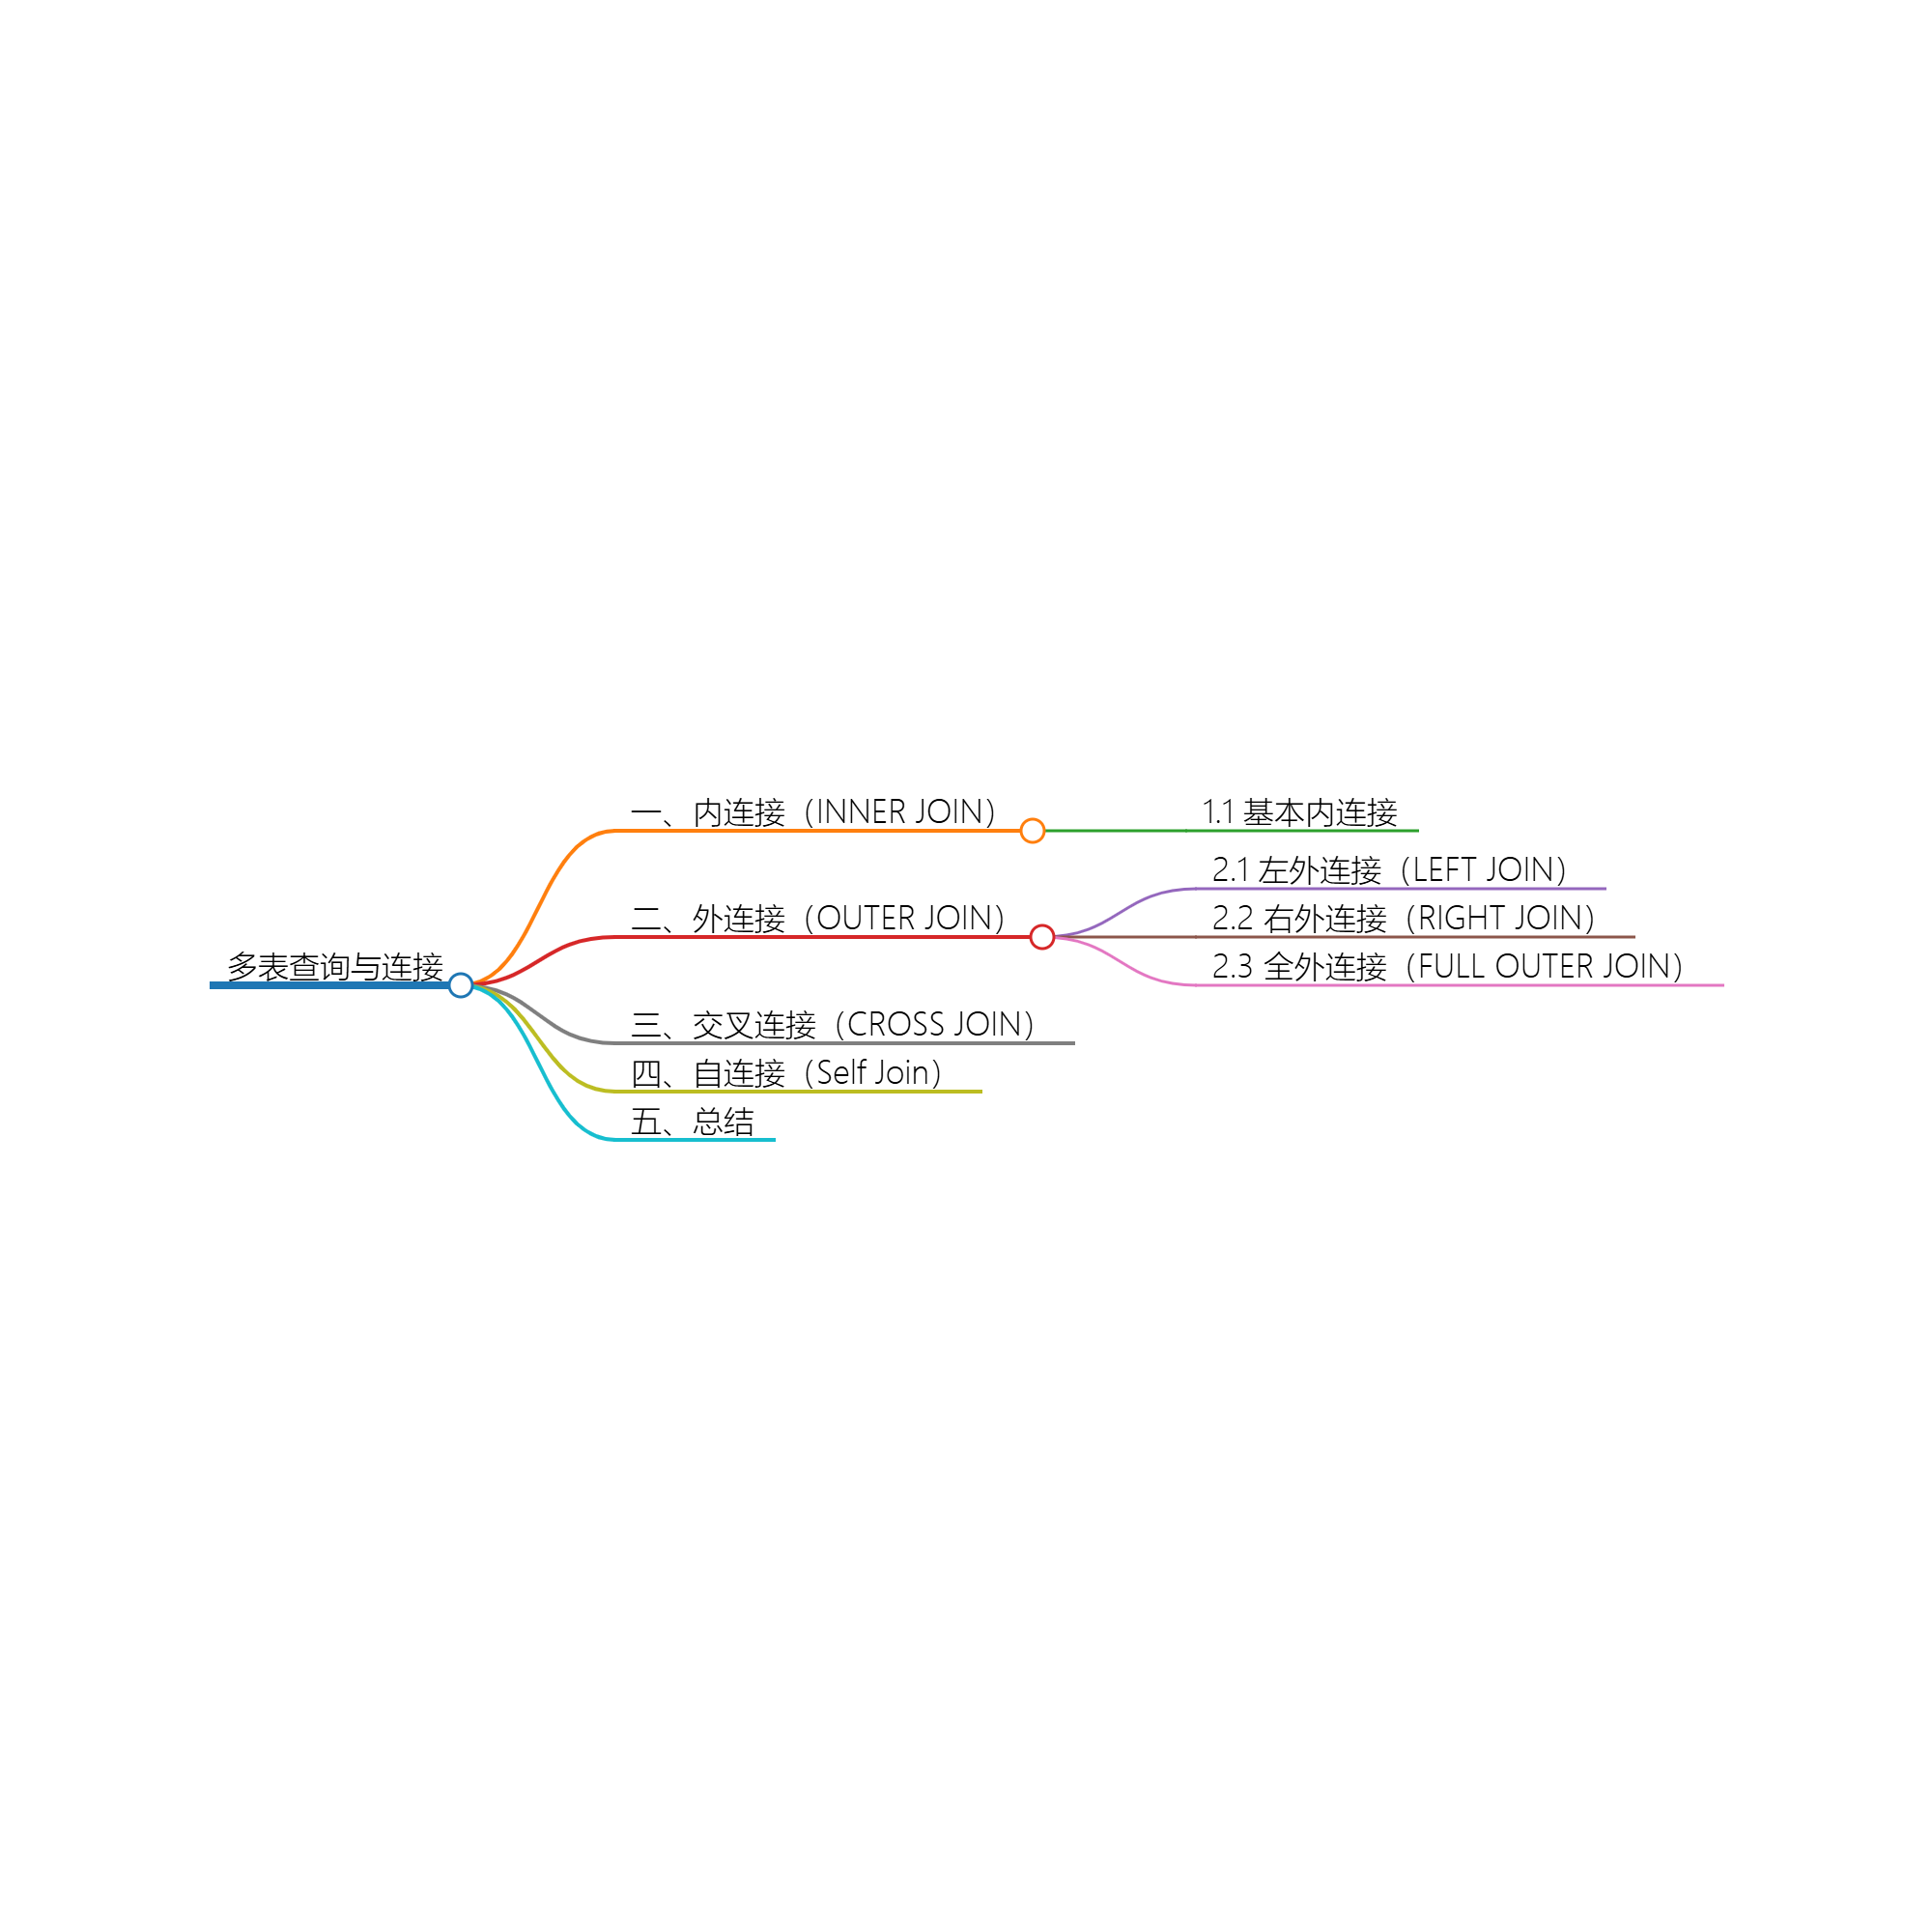 多表查询与连接
一、内连接（INNER JOIN）
1.1 基本内连接
二、外连接（OUTER JOIN）
2.1 左外连接（LEFT JOIN）
2.2 右外连接（RIGHT JOIN）
2.3 全外连接（FULL OUTER JOIN）
三、交叉连接（CROSS JOIN）
四、自连接（Self Join）
五、总结